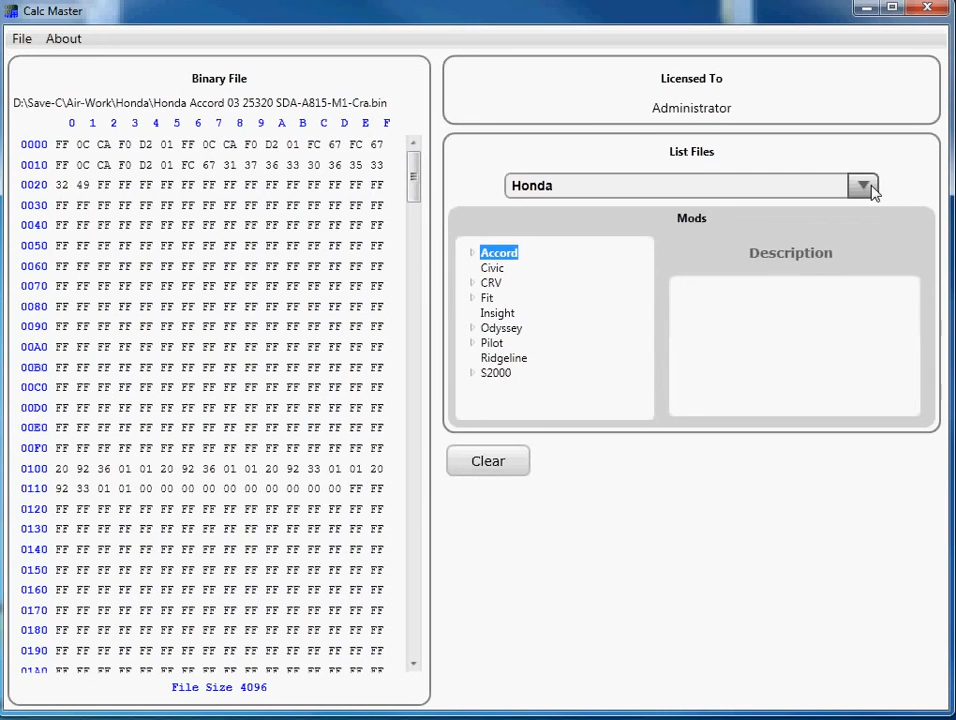 Calc Master
File About
Binary File
D:\Save-C\Air-Work\Honda\Honda Accord 03 25320 SDA-A815-M1-Cra.bin
0 1 2 3 4 5 6 7 8 9 A B C D E F
0000 FF 0C CA F0 D2 01 FF 0C CA F0 D2 01 FC 67 FC 67
0010 FF 0C CA F0 D2 01 FC 67 31 37 36 33 30 36 35 33
0020 32 49 FF FF FF FF FF FF FF FF FF FF FF FF FF FF
0030 FF FF FF FF FF FF FF FF FF FF FF FF FF FF FF FF
0040 FF FF FF FF FF FF FF FF FF FF FF FF FF FF FF FF
0050 FF FF FF FF FF FF FF FF FF FF FF FF FF FF FF FF
0060 FF FF FF FF FF FF FF FF FF FF FF FF FF FF FF FF
0070 FF FF FF FF FF FF FF FF FF FF FF FF FF FF FF FF
0080 FF FF FF FF FF FF FF FF FF FF FF FF FF FF FF FF
0090 FF FF FF FF FF FF FF FF FF FF FF FF FF FF FF FF
00A0 FF FF FF FF FF FF FF FF FF FF FF FF FF FF FF FF
00B0 FF FF FF FF FF FF FF FF FF FF FF FF FF FF FF FF
00C0 FF FF FF FF FF FF FF FF FF FF FF FF FF FF FF FF
00D0 FF FF FF FF FF FF FF FF FF FF FF FF FF FF FF FF
00E0 FF FF FF FF FF FF FF FF FF FF FF FF FF FF FF FF
00F0 FF FF FF FF FF FF FF FF FF FF FF FF FF FF FF FF
0100 20 92 36 01 01 20 92 36 01 01 20 92 33 01 01 20
0110 92 33 01 01 00 00 00 00 00 00 00 00 00 00 FF FF
0120 FF FF FF FF FF FF FF FF FF FF FF FF FF FF FF FF
0130 FF FF FF FF FF FF FF FF FF FF FF FF FF FF FF FF
0140 FF FF FF FF FF FF FF FF FF FF FF FF FF FF FF FF
0150 FF FF FF FF FF FF FF FF FF FF FF FF FF FF FF FF
0160 FF FF FF FF FF FF FF FF FF FF FF FF FF FF FF FF
0170 FF FF FF FF FF FF FF FF FF FF FF FF FF FF FF FF
0180 FF FF FF FF FF FF FF FF FF FF FF FF FF FF FF FF
0190 FF FF FF FF FF FF FF FF FF FF FF FF FF FF FF FF
01A0 FF FF FF FF FF FF FF FF FF FF FF FF FF FF FF FF
File Size 4096
Licensed To
Administrator
List Files
Honda
Mods
Accord
Civic
CRV
Fit
Insight
Odyssey
Pilot
Ridgeline
S2000
Description
Clear